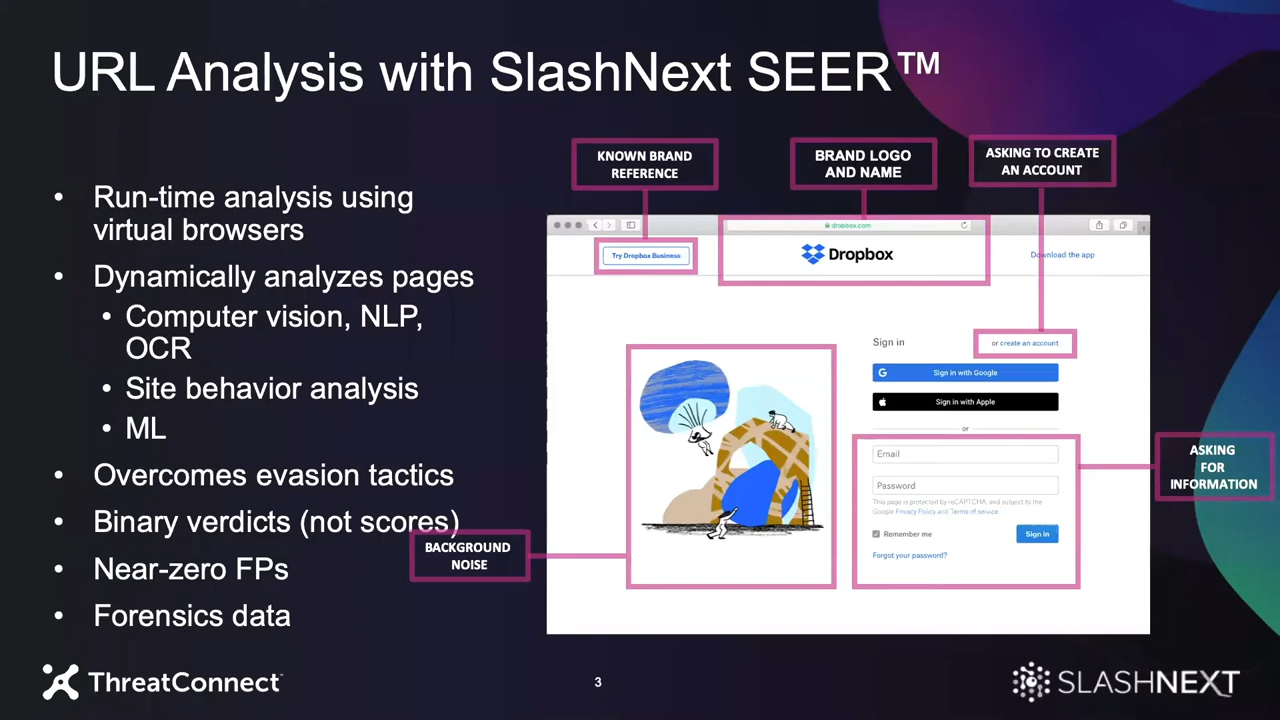 URL Analysis with SlashNext SEER™
• Run-time analysis using
virtual browsers
• Dynamically analyzes pages
• Computer vision, NLP,
OCR
• Site behavior analysis
• ML
• Overcomes evasion tactics
• Binary verdicts (not scores)
• Near-zero FPs
• Forensics data
KNOWN BRAND
REFERENCE
BRAND LOGO
AND NAME
ASKING TO CREATE
AN ACCOUNT
dropbox.com
Try Dropbox Business
Dropbox
Download the app
Sign in
or create an account
Sign in with Google
Sign in with Apple
or
Email
Password
This page is protected by reCAPTCHA, and subject to the
Google Privacy Policy and Terms of service.
Remember me
Sign in
Forgot your password?
ASKING
FOR
INFORMATION
BACKGROUND
NOISE
ThreatConnect™
3
SLASHNEXT